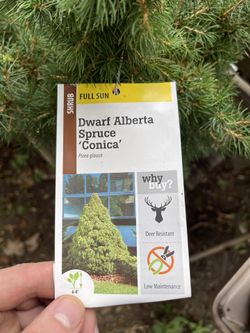 SHRUB
FULL SUN
Dwarf Alberta
Spruce
'Conica'
Picea glauca
why
buy?
Deer Resistant
Low Maintenance